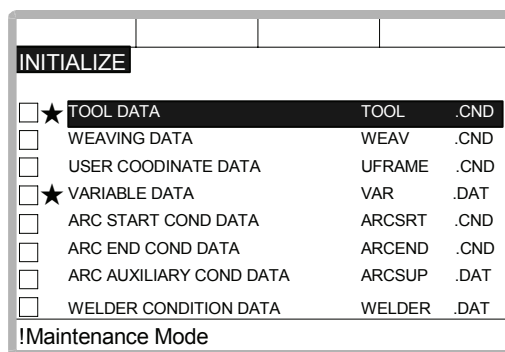 INITIALIZE
★ TOOL DATA TOOL .CND
WEAVING DATA WEAV .CND
USER COODINATE DATA UFRAME .CND
★ VARIABLE DATA VAR .DAT
ARC START COND DATA ARCSRT .CND
ARC END COND DATA ARCEND .CND
ARC AUXILIARY COND DATA ARCSUP .DAT
WELDER CONDITION DATA WELDER .DAT
!Maintenance Mode